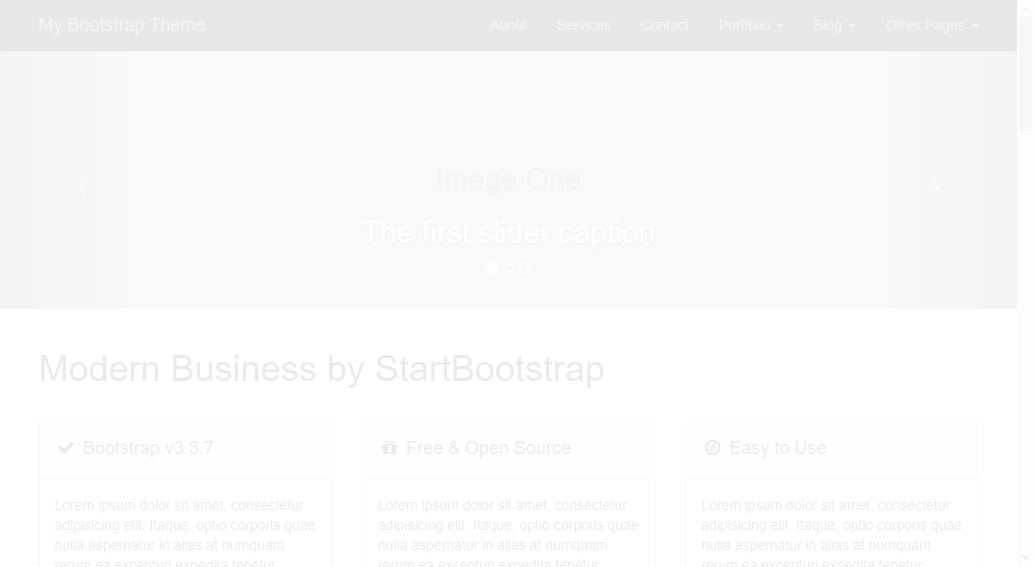 My Bootstrap Theme
About Services Contact Portfolio Blog Other Pages
Image One
The first slider caption
Modern Business by StartBootstrap
Bootstrap v3.3.7
Lorem ipsum dolor sit amet, consectetur
adipisicing elit. Itaque, optio corporis quae
nulla aspernatur in alias at numquam
rerum ea excepturi expedita tenetur
Free & Open Source
Lorem ipsum dolor sit amet, consectetur
adipisicing elit. Itaque, optio corporis quae
nulla aspernatur in alias at numquam
rerum ea excepturi expedita tenetur
Easy to Use
Lorem ipsum dolor sit amet, consectetur
adipisicing elit. Itaque, optio corporis quae
nulla aspernatur in alias at numquam
rerum ea excepturi expedita tenetur